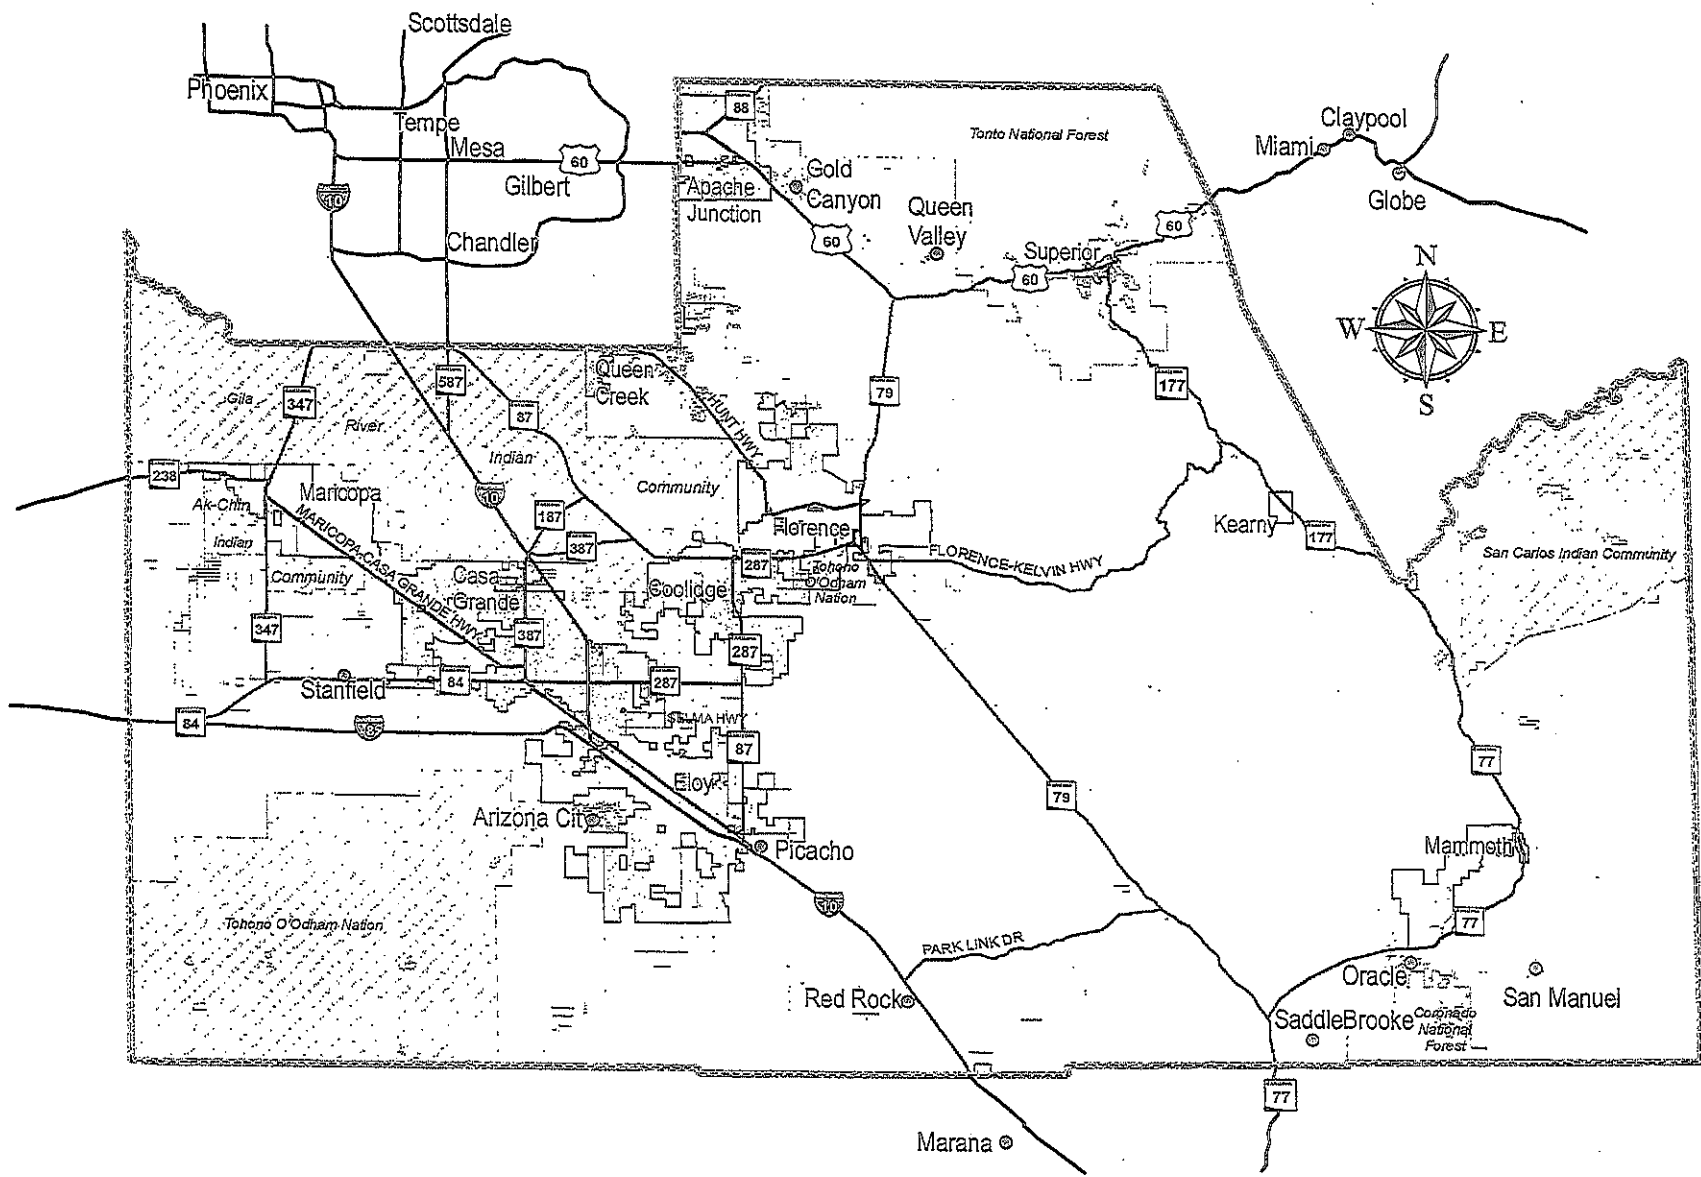 Scottsdale
Phoenix
88
Tempe
Claypool
Tonto National Forest
Miami
Mesa
60
Gold
Canyon
Gilbert
Apache
Junction
10
Globe
Queen
Valley
60
Chandler
60
Superior
60
N
W
E
S
Queen
Creek
587
177
347
Gila
79
87
HUNT HWY
River
Indian
238
Community
Maricopa
10
Ak-Chin
187
Florence
Kearny
Indian
177
387
FLORENCE-KELVIN HWY
San Carlos Indian Community
287
Tohono
O'Odham
Nation
MARICOPA-CASA GRANDE HWY
Community
Casa
Grande
Coolidge
347
387
287
Stanfield
84
287
84
8
SELMA HWY
87
77
Eloy
79
Arizona City
Picacho
Mammoth
10
77
Tohono O'Odham Nation
PARK LINK DR
Oracle
Red Rock
San Manuel
SaddleBrooke
Coronado
National
Forest
77
Marana